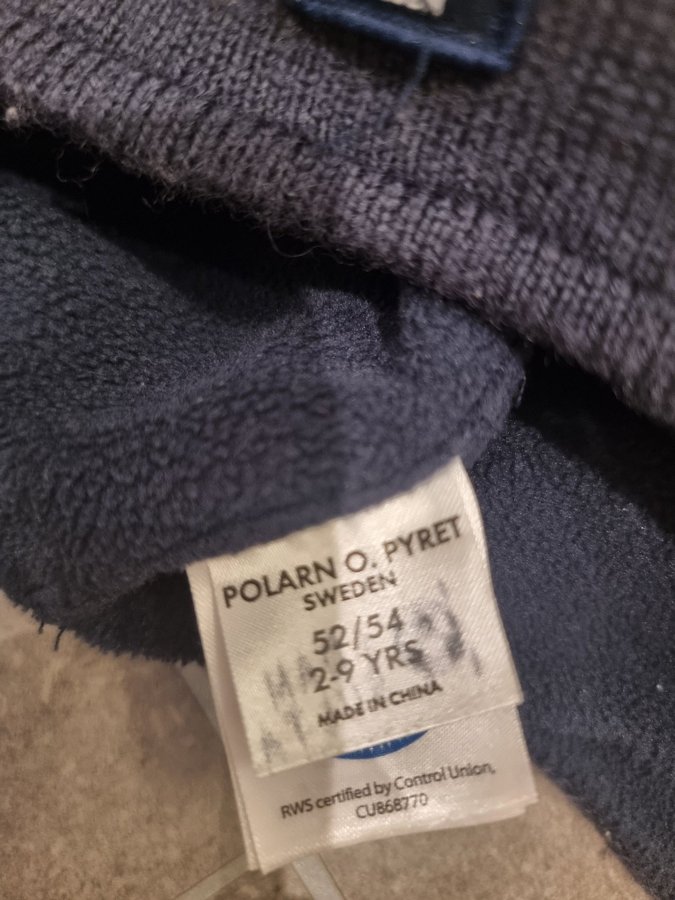 POLARN O. PYRET
SWEDEN
52/54
2-9 YRS
MADE IN CHINA
RWS certified by Control Union,
CU868770